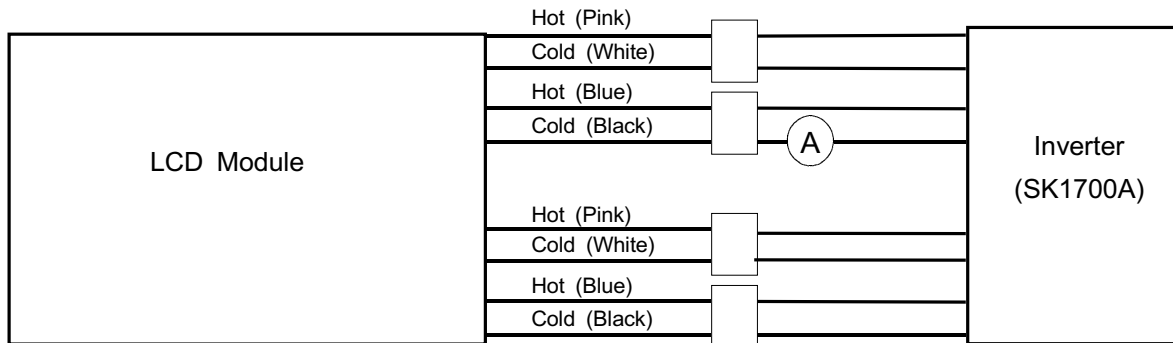 Hot (Pink)
Cold (White)
Hot (Blue)
Cold (Black)
A
LCD Module
Inverter
(SK1700A)
Hot (Pink)
Cold (White)
Hot (Blue)
Cold (Black)